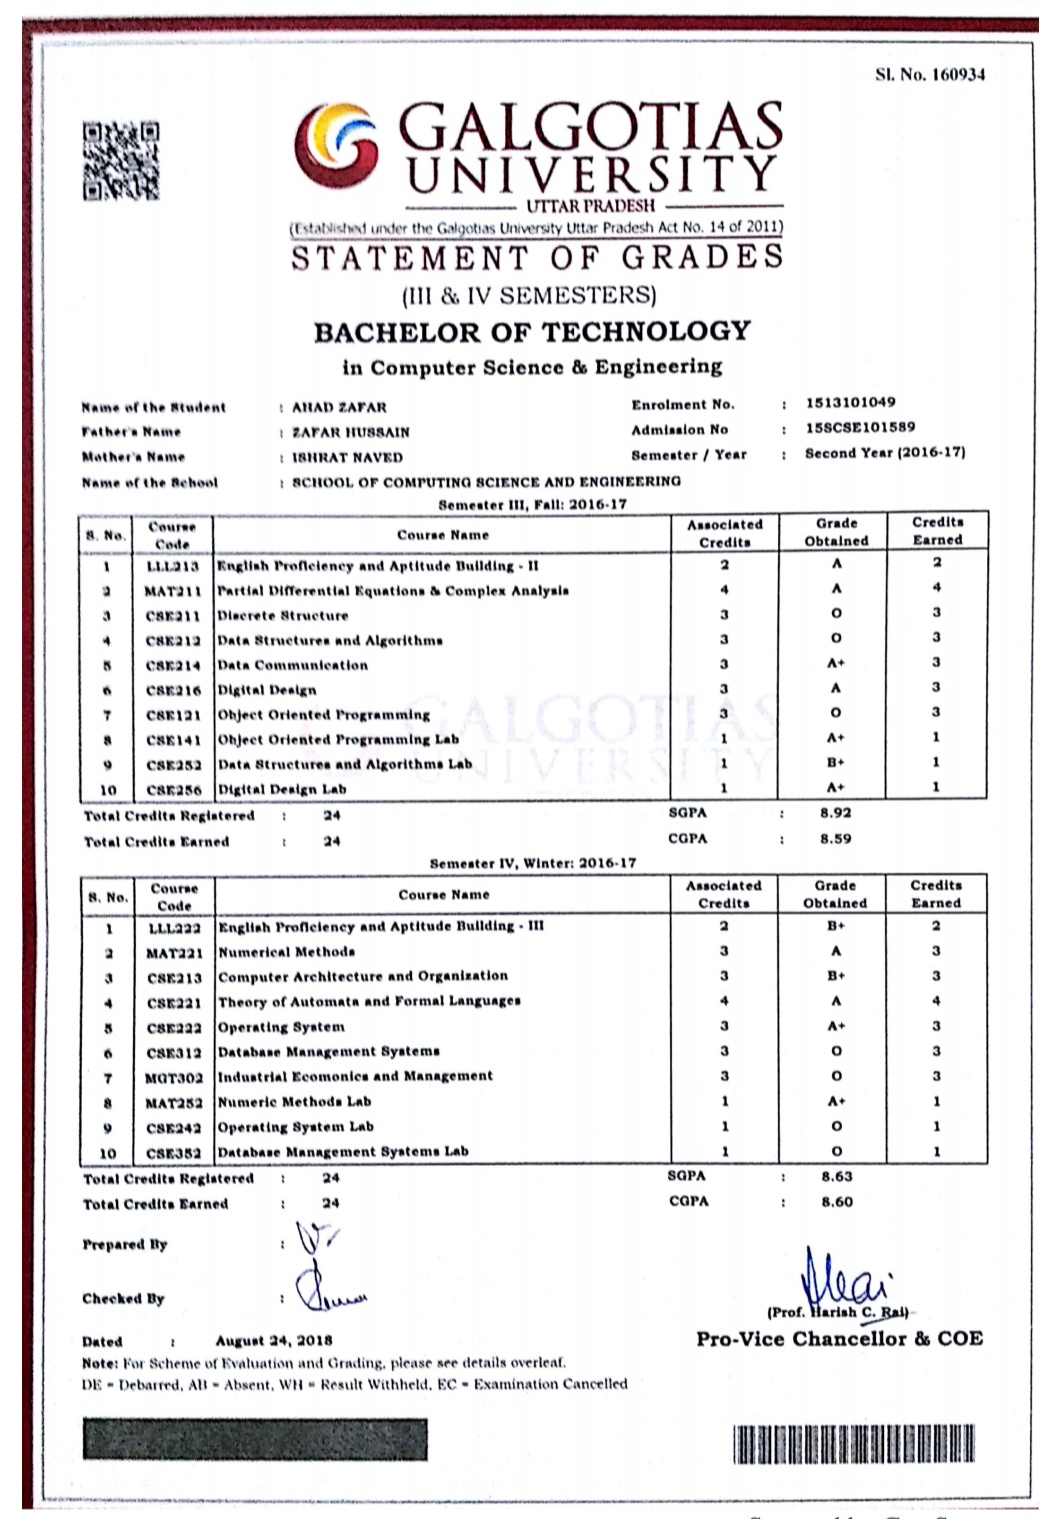 Sl. No. 160934
GALGOTIAS
UNIVERSITY
UTTAR PRADESH
(Established under the Galgotias University Uttar Pradesh Act No. 14 of 2011)
STATEMENT OF GRADES
(III & IV SEMESTERS)
BACHELOR OF TECHNOLOGY
in Computer Science & Engineering
Name of the Student : AHAD ZAFAR Enrolment No. : 1513101049
Father's Name : ZAFAR HUSSAIN Admission No : 15SCSE101589
Mother's Name : ISHRAT NAVED Semester / Year : Second Year (2016-17)
Name of the School : SCHOOL OF COMPUTING SCIENCE AND ENGINEERING
Semester III, Fall: 2016-17
S. No. Course Code Course Name Associated Credits Grade Obtained Credits Earned
1 LLL213 English Proficiency and Aptitude Building - II 2 A 2
2 MAT211 Partial Differential Equations & Complex Analysis 4 A 4
3 CSE211 Discrete Structure 3 O 3
4 CSE212 Data Structures and Algorithms 3 O 3
5 CSE214 Data Communication 3 A+ 3
6 CSE216 Digital Design 3 A 3
7 CSE121 Object Oriented Programming 3 O 3
8 CSE141 Object Oriented Programming Lab 1 A+ 1
9 CSE252 Data Structures and Algorithms Lab 1 B+ 1
10 CSE256 Digital Design Lab 1 A+ 1
Total Credits Registered : 24 SGPA : 8.92
Total Credits Earned : 24 CGPA : 8.59
Semester IV, Winter: 2016-17
S. No. Course Code Course Name Associated Credits Grade Obtained Credits Earned
1 LLL222 English Proficiency and Aptitude Building - III 2 B+ 2
2 MAT221 Numerical Methods 3 A 3
3 CSE213 Computer Architecture and Organization 3 B+ 3
4 CSE221 Theory of Automata and Formal Languages 4 A 4
5 CSE222 Operating System 3 A+ 3
6 CSE312 Database Management Systems 3 O 3
7 MGT302 Industrial Ecomonics and Management 3 O 3
8 MAT252 Numeric Methods Lab 1 A+ 1
9 CSE242 Operating System Lab 1 O 1
10 CSE352 Database Management Systems Lab 1 O 1
Total Credits Registered : 24 SGPA : 8.63
Total Credits Earned : 24 CGPA : 8.60
Prepared By :
Checked By :
(Prof. Harish C. Rai)
Dated : August 24, 2018 Pro-Vice Chancellor & COE
Note: For Scheme of Evaluation and Grading, please see details overleaf.
DE = Debarred, AB = Absent, WH = Result Withheld, EC = Examination Cancelled